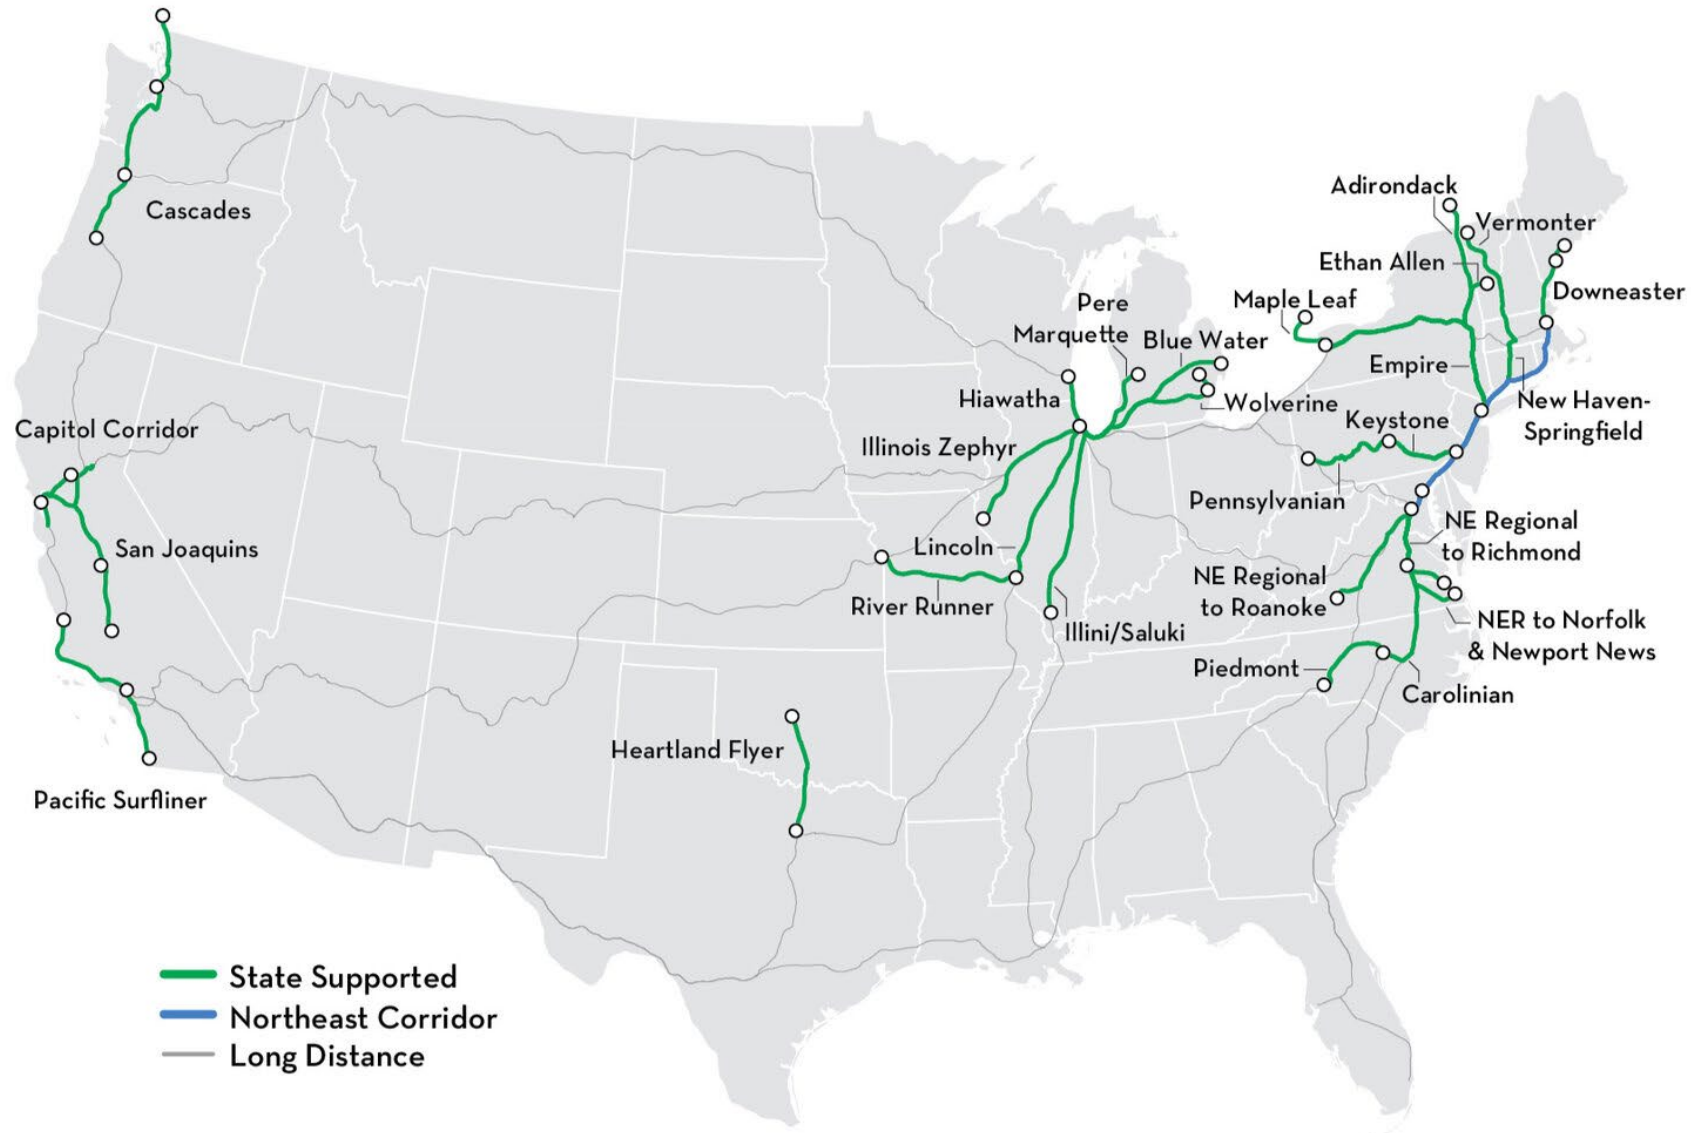 Adirondack
Cascades
Vermonter
Ethan Allen
Downeaster
Maple Leaf
Pere
Marquette
Blue Water
Empire
Hiawatha
Wolverine
New Haven-
Springfield
Keystone
Capitol Corridor
Illinois Zephyr
Pennsylvanian
NE Regional
to Richmond
San Joaquins
Lincoln
NE Regional
to Roanoke
River Runner
Illini/Saluki
NER to Norfolk
& Newport News
Piedmont
Carolinian
Heartland Flyer
Pacific Surfliner
State Supported
Northeast Corridor
Long Distance